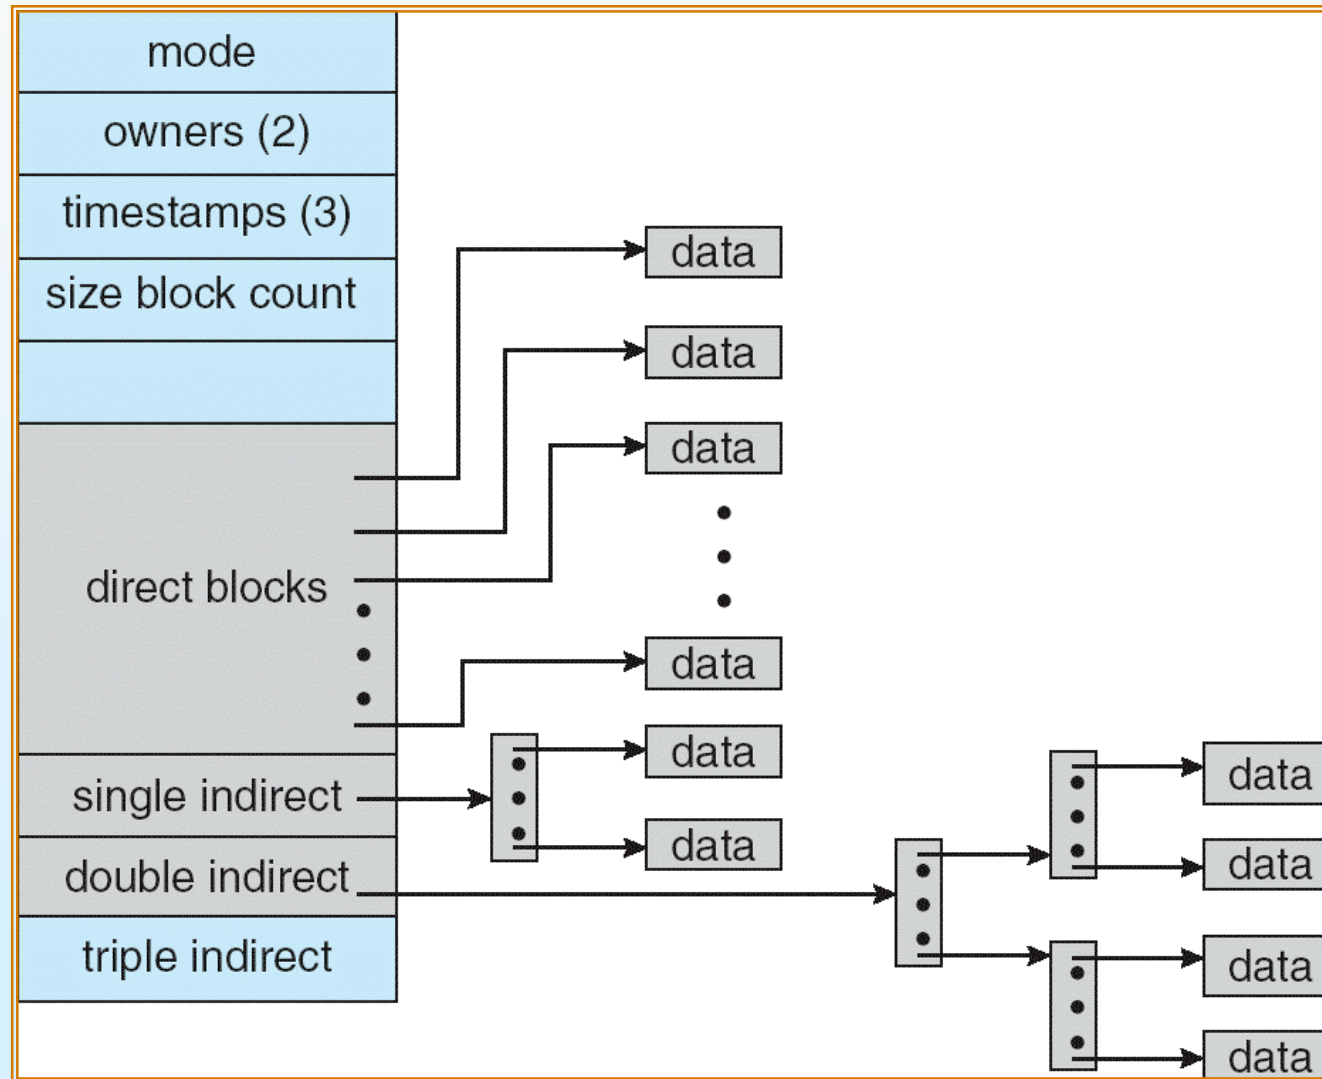 mode
owners (2)
timestamps (3)
size block count
direct blocks
single indirect
double indirect
triple indirect
data
data
data
data
data
data
data
data
data
data